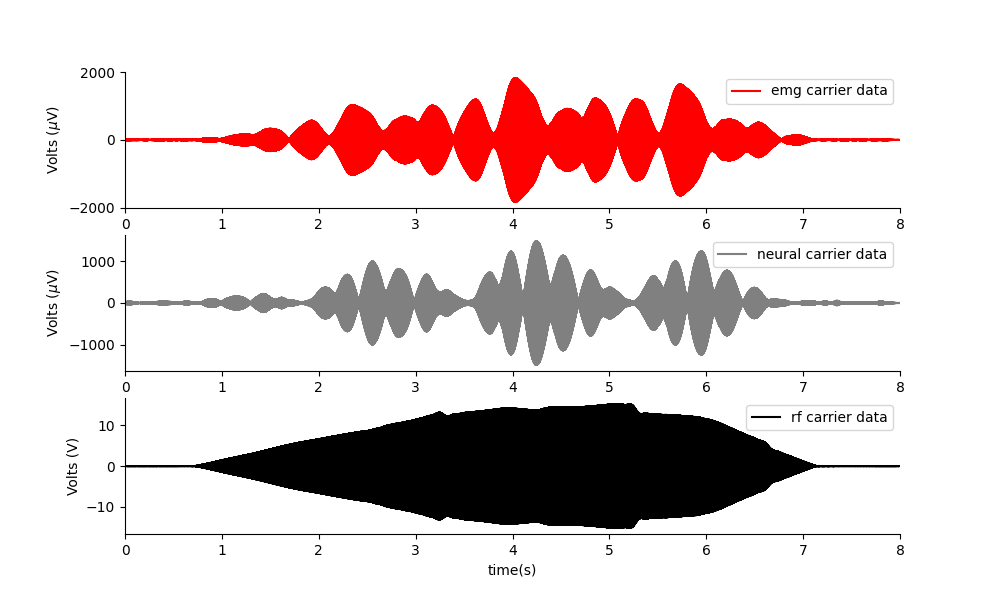 2000
0
−2000
Volts (μV)
emg carrier data
0 1 2 3 4 5 6 7 8
1000
0
−1000
Volts (μV)
neural carrier data
0 1 2 3 4 5 6 7 8
10
0
−10
Volts (V)
rf carrier data
0 1 2 3 4 5 6 7 8
time(s)